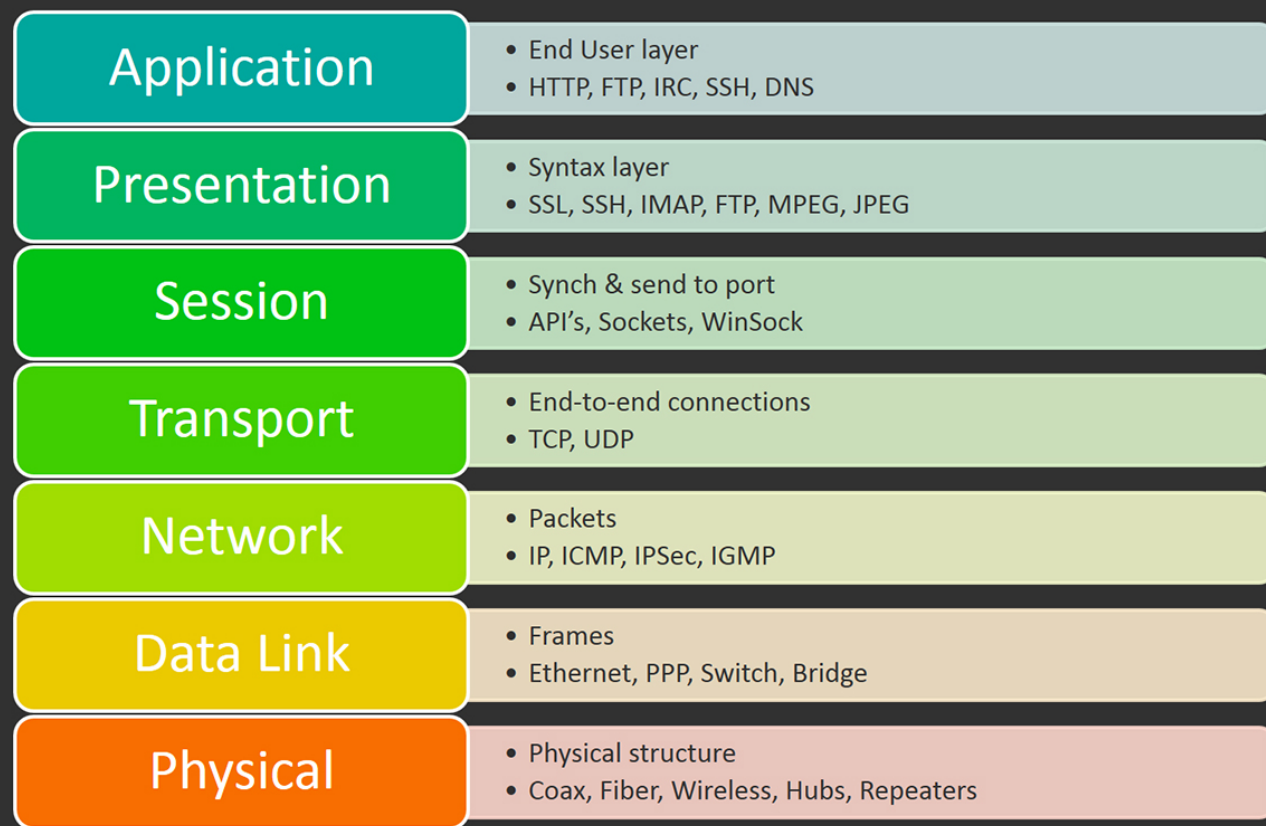 Application
• End User layer
• HTTP, FTP, IRC, SSH, DNS
Presentation
• Syntax layer
• SSL, SSH, IMAP, FTP, MPEG, JPEG
Session
• Synch & send to port
• API’s, Sockets, WinSock
Transport
• End-to-end connections
• TCP, UDP
Network
• Packets
• IP, ICMP, IPSec, IGMP
Data Link
• Frames
• Ethernet, PPP, Switch, Bridge
Physical
• Physical structure
• Coax, Fiber, Wireless, Hubs, Repeaters